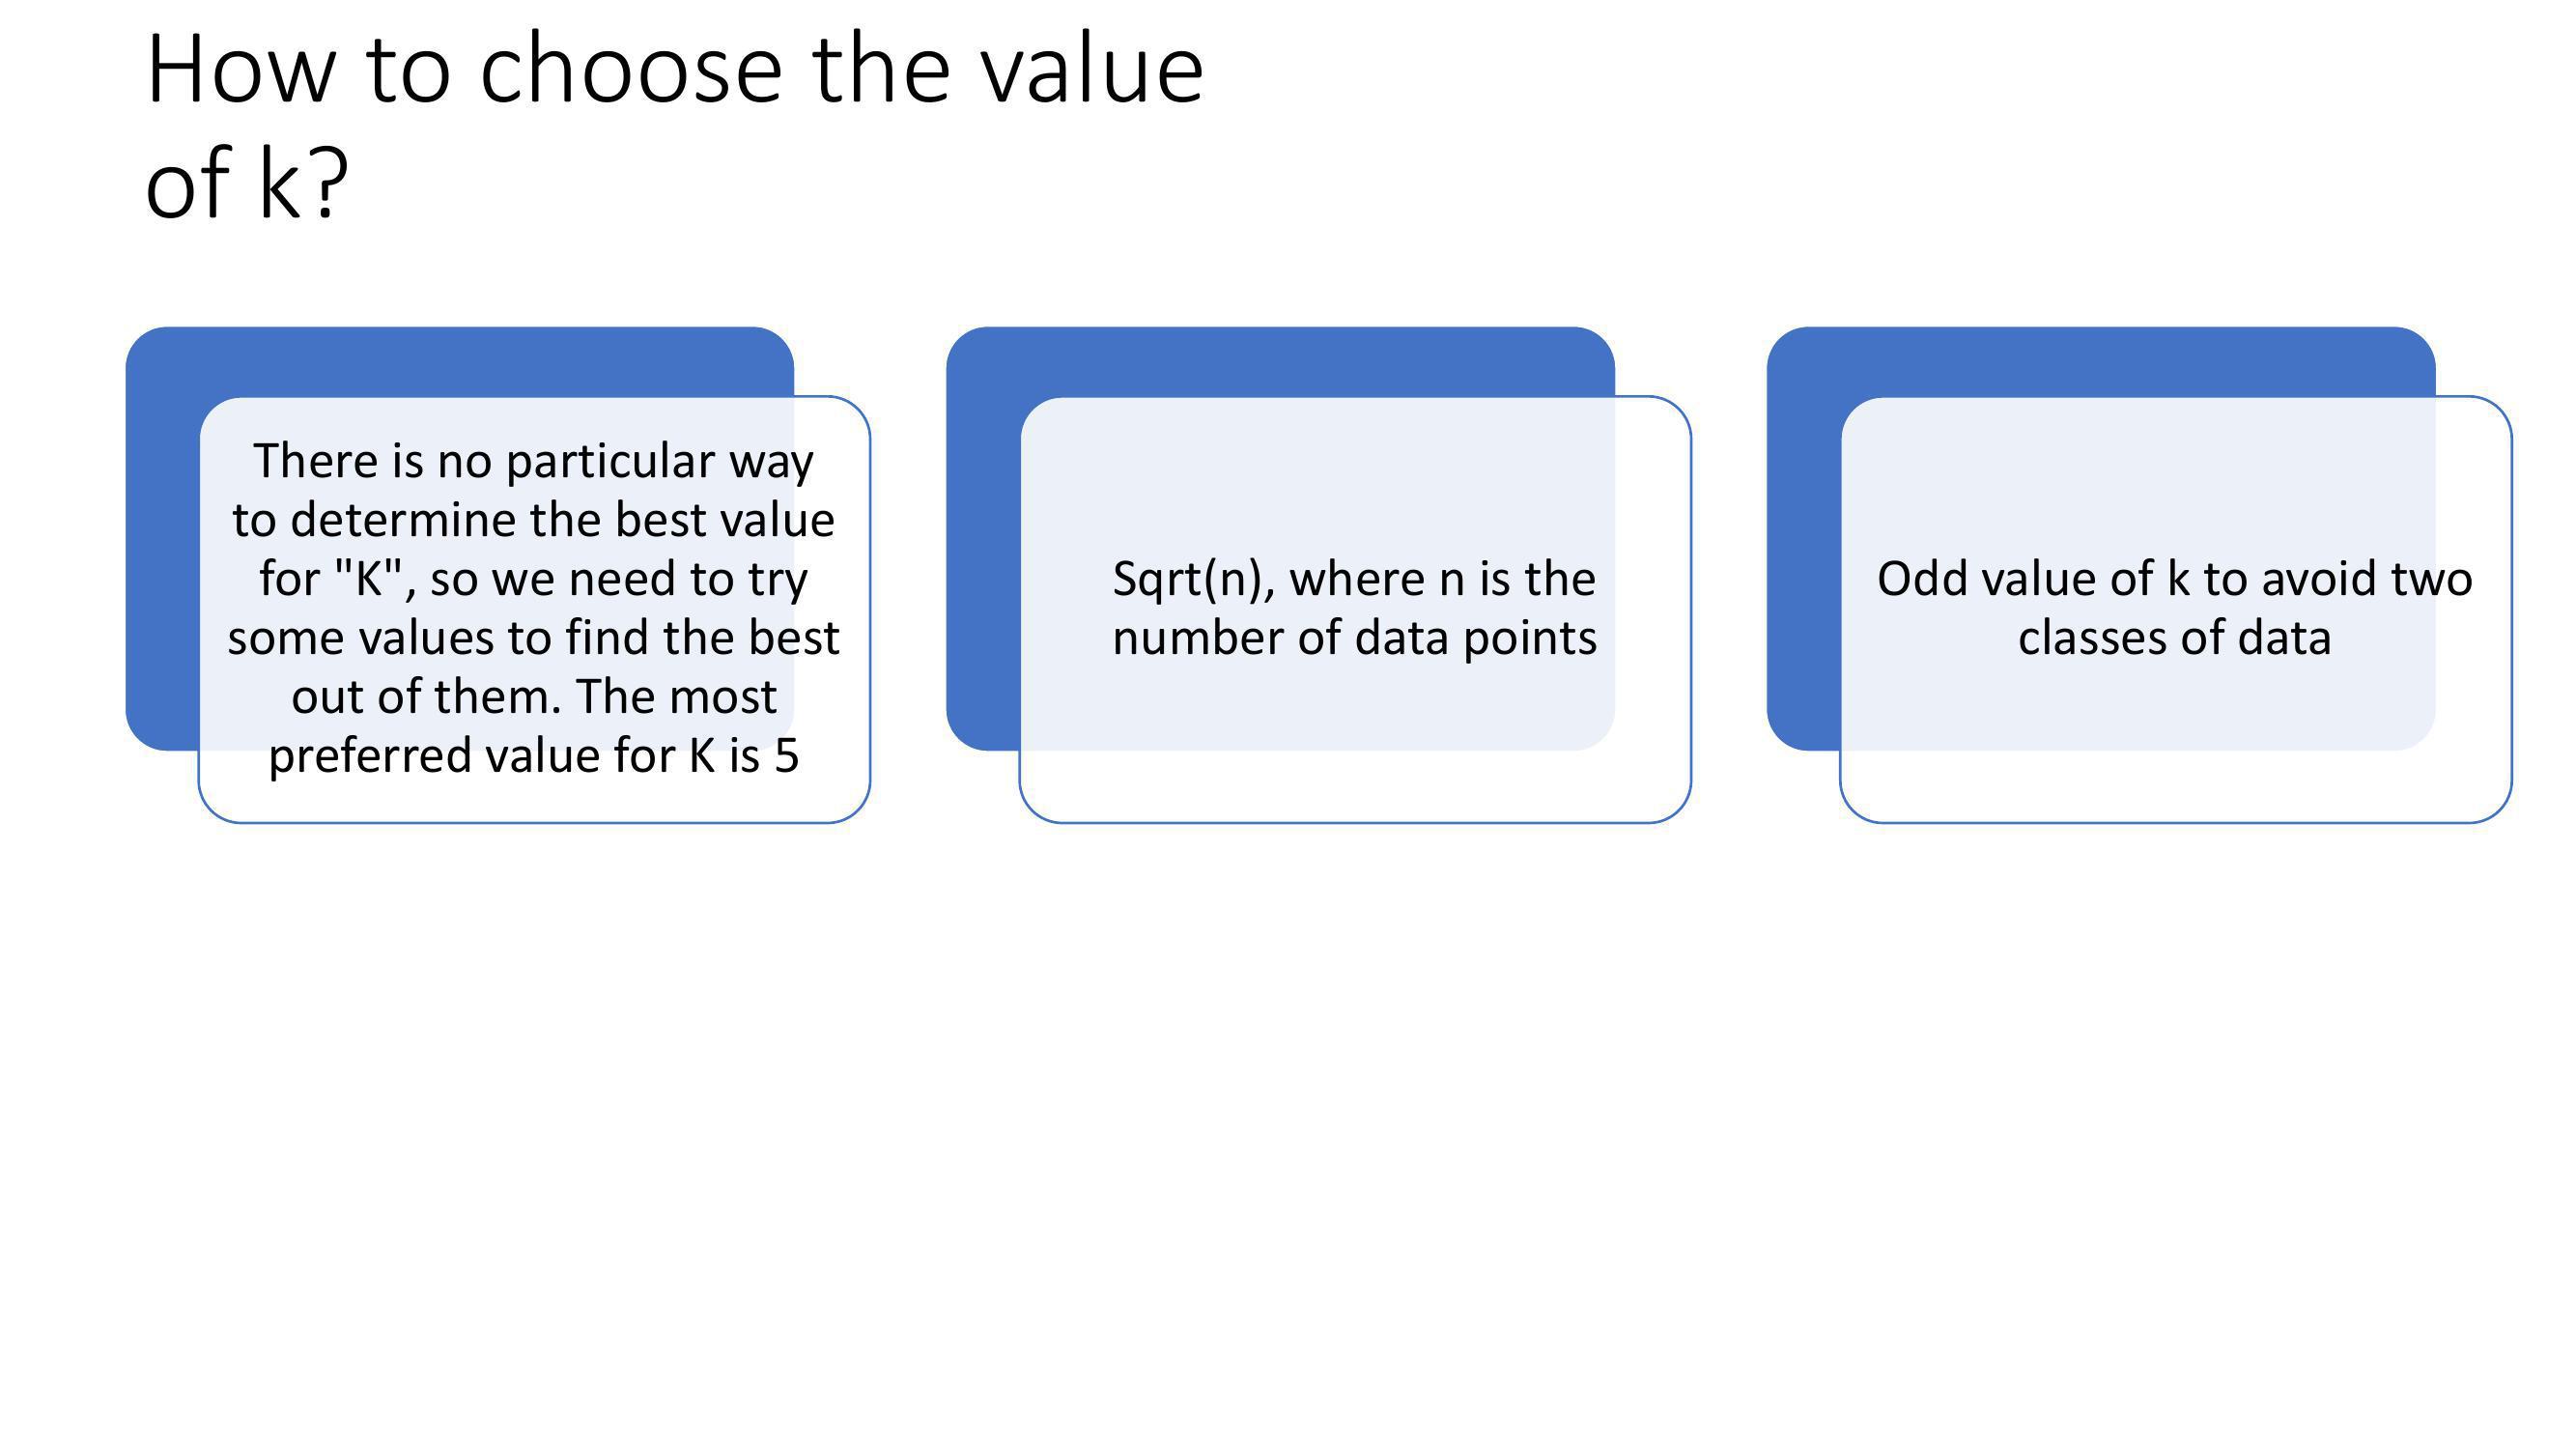 How to choose the value
of k?
There is no particular way
to determine the best value
for "K", so we need to try
some values to find the best
out of them. The most
preferred value for K is 5
Sqrt(n), where n is the
number of data points
Odd value of k to avoid two
classes of data